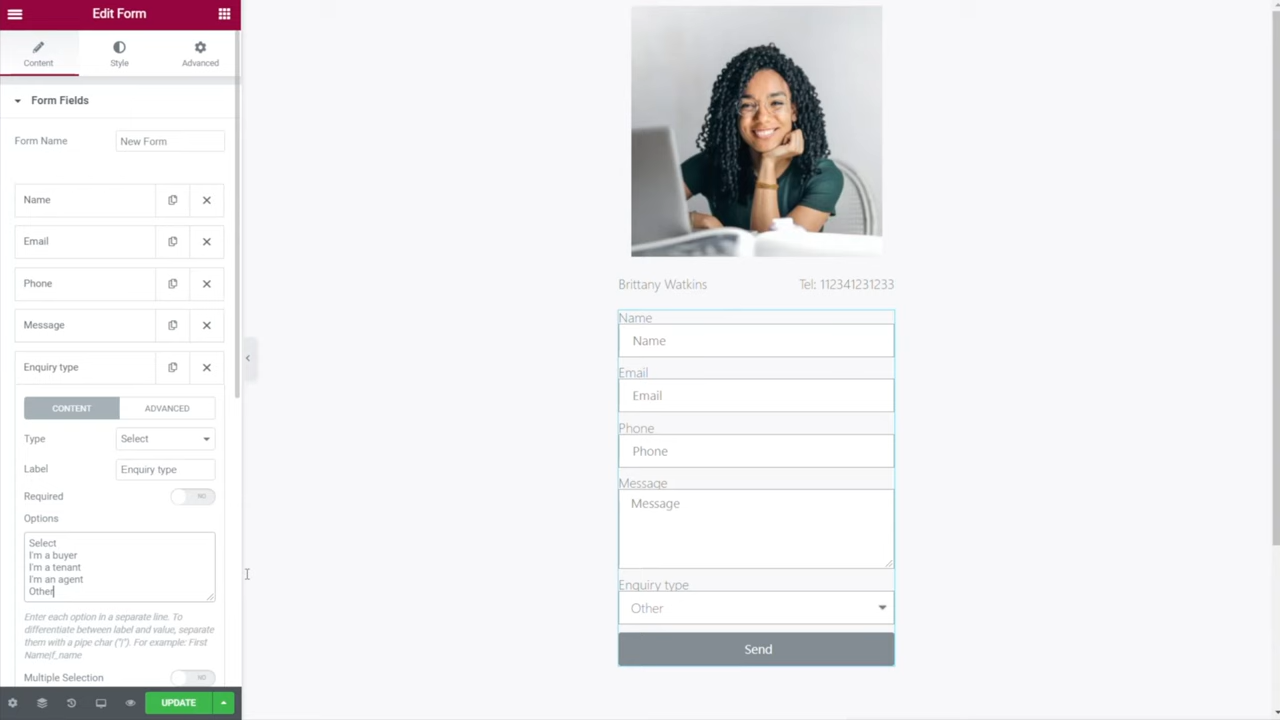 Edit Form
Content
Style
Advanced
Form Fields
Form Name
New Form
Name
Email
Phone
Message
Enquiry type
CONTENT
ADVANCED
Type
Select
Label
Enquiry type
Required
NO
Options
Select
I'm a buyer
I'm a tenant
I'm an agent
Other
Enter each option in a separate line. To
differentiate between label and value, separate
them with a pipe char ("|"). For example: First
Name|f_name
Multiple Selection
NO
UPDATE
Brittany Watkins
Tel: 112341231233
Name
Name
Email
Email
Phone
Phone
Message
Message
Enquiry type
Other
Send